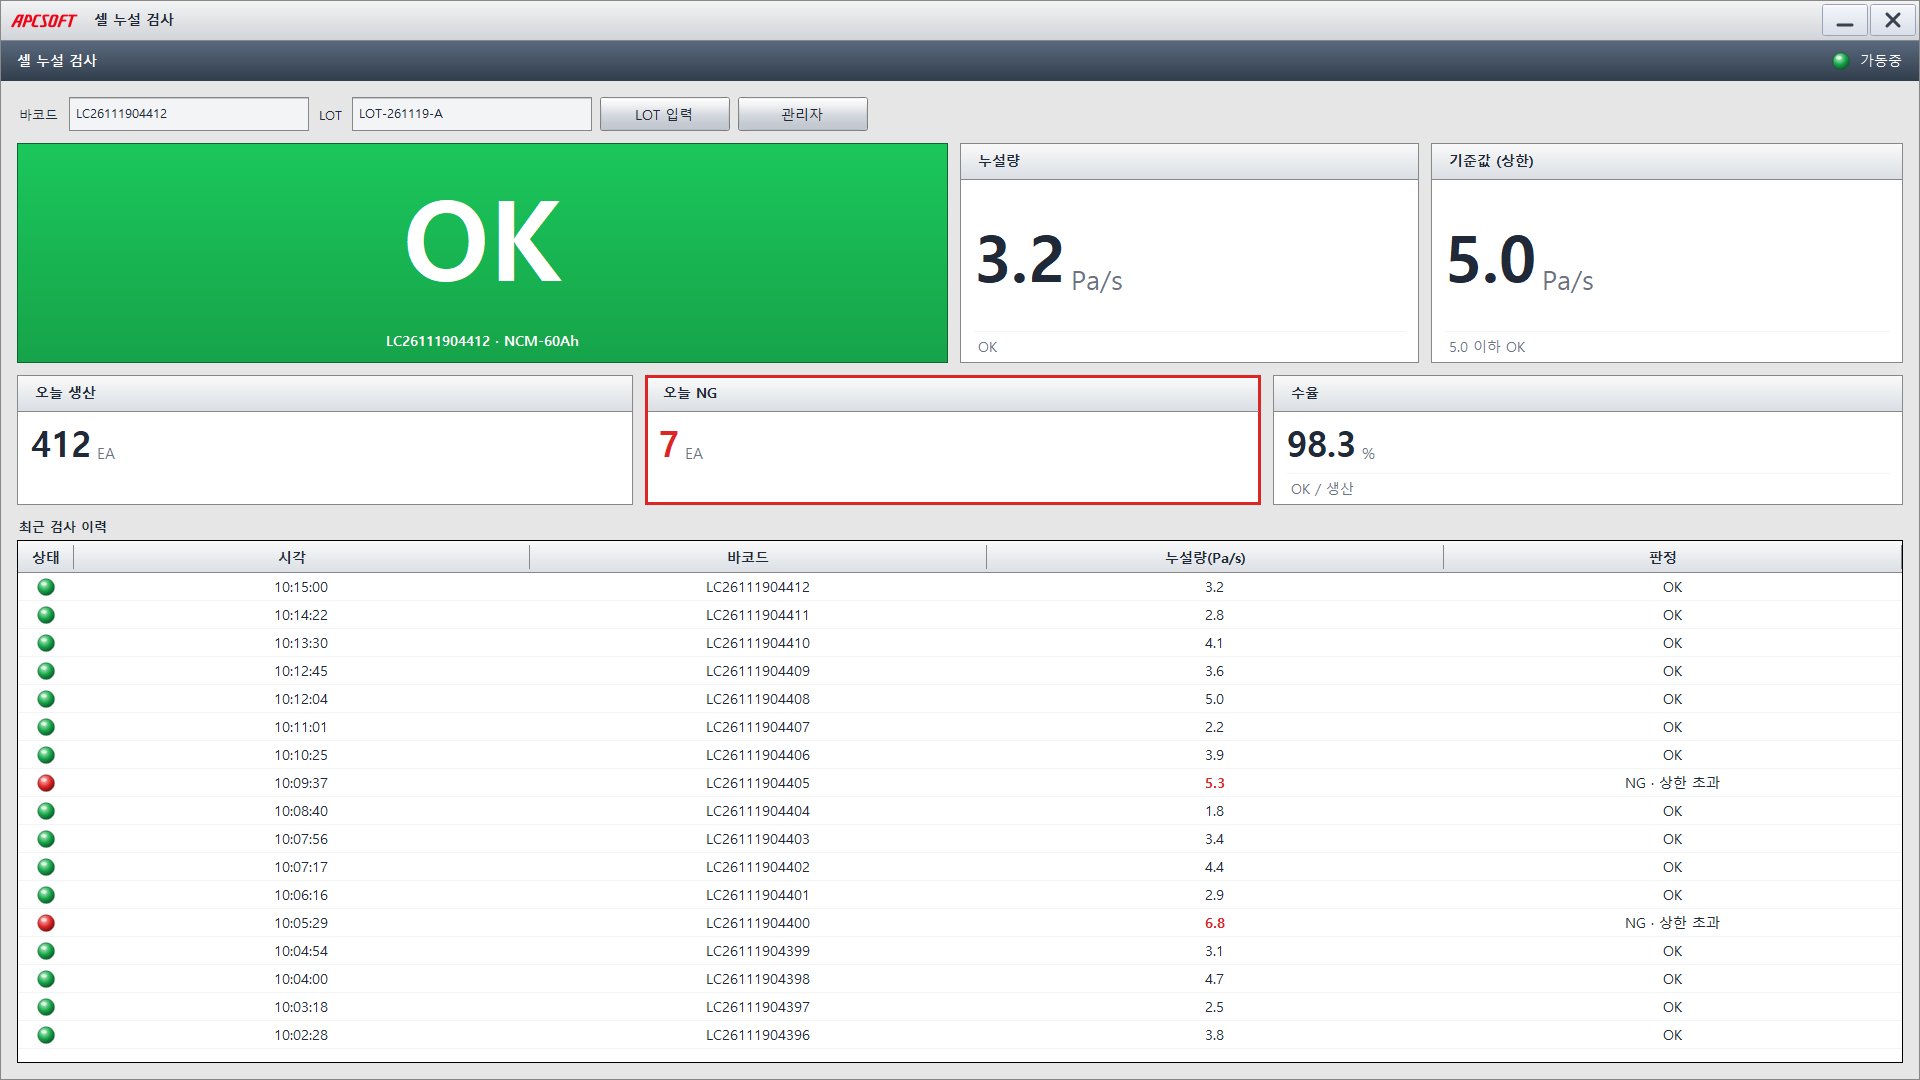 APCSOFT 셀 누설 검사
셀 누설 검사 가동중
바코드 LC26111904412 LOT LOT-261119-A LOT 입력 관리자
OK
LC26111904412 · NCM-60Ah
누설량
3.2 Pa/s
OK
기준값 (상한)
5.0 Pa/s
5.0 이하 OK
오늘 생산
412 EA
오늘 NG
7 EA
수율
98.3 %
OK / 생산
최근 검사 이력
상태 시각 바코드 누설량(Pa/s) 판정
10:15:00 LC26111904412 3.2 OK
10:14:22 LC26111904411 2.8 OK
10:13:30 LC26111904410 4.1 OK
10:12:45 LC26111904409 3.6 OK
10:12:04 LC26111904408 5.0 OK
10:11:01 LC26111904407 2.2 OK
10:10:25 LC26111904406 3.9 OK
10:09:37 LC26111904405 5.3 NG · 상한 초과
10:08:40 LC26111904404 1.8 OK
10:07:56 LC26111904403 3.4 OK
10:07:17 LC26111904402 4.4 OK
10:06:16 LC26111904401 2.9 OK
10:05:29 LC26111904400 6.8 NG · 상한 초과
10:04:54 LC26111904399 3.1 OK
10:04:00 LC26111904398 4.7 OK
10:03:18 LC26111904397 2.5 OK
10:02:28 LC26111904396 3.8 OK